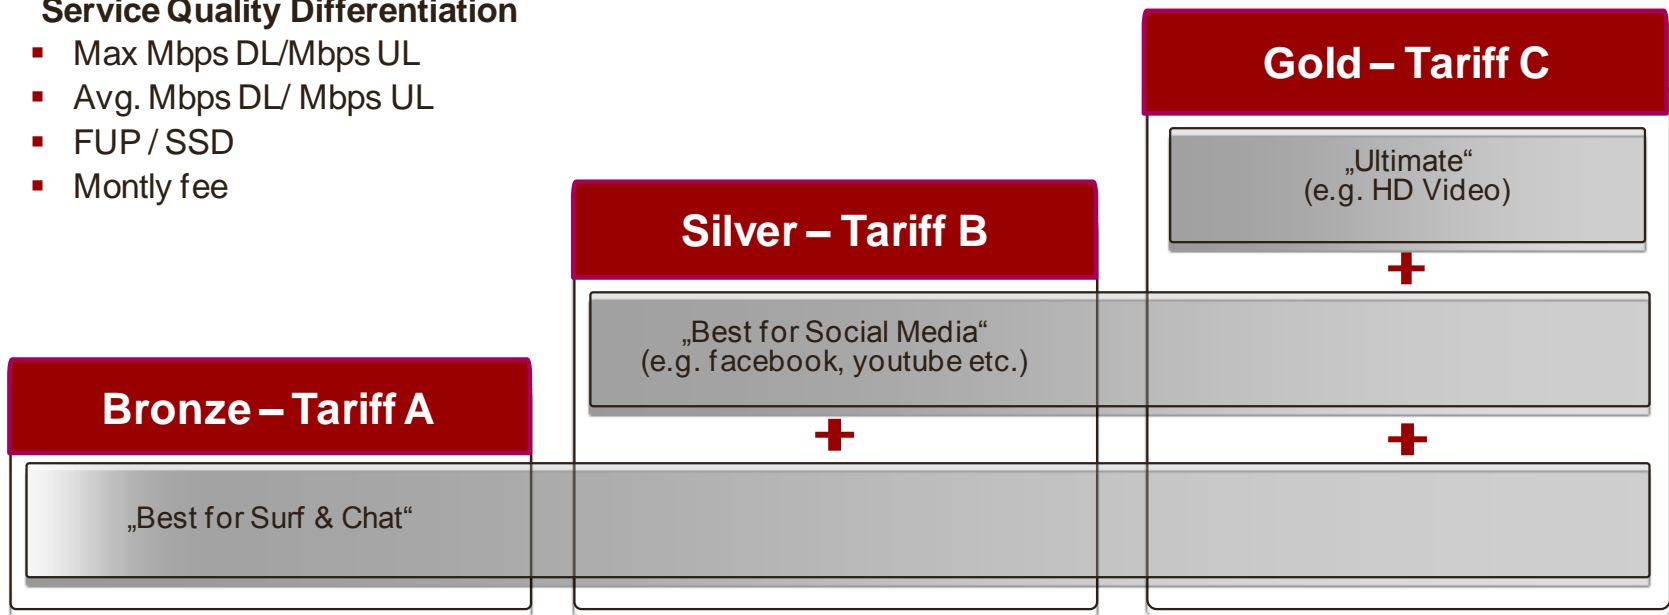 Service Quality Differentiation
▪ Max Mbps DL/Mbps UL
▪ Avg. Mbps DL/ Mbps UL
▪ FUP / SSD
▪ Montly fee
Gold – Tariff C
„Ultimate“
(e.g. HD Video)
+
Silver – Tariff B
„Best for Social Media“
(e.g. facebook, youtube etc.)
+
+
Bronze – Tariff A
„Best for Surf & Chat“